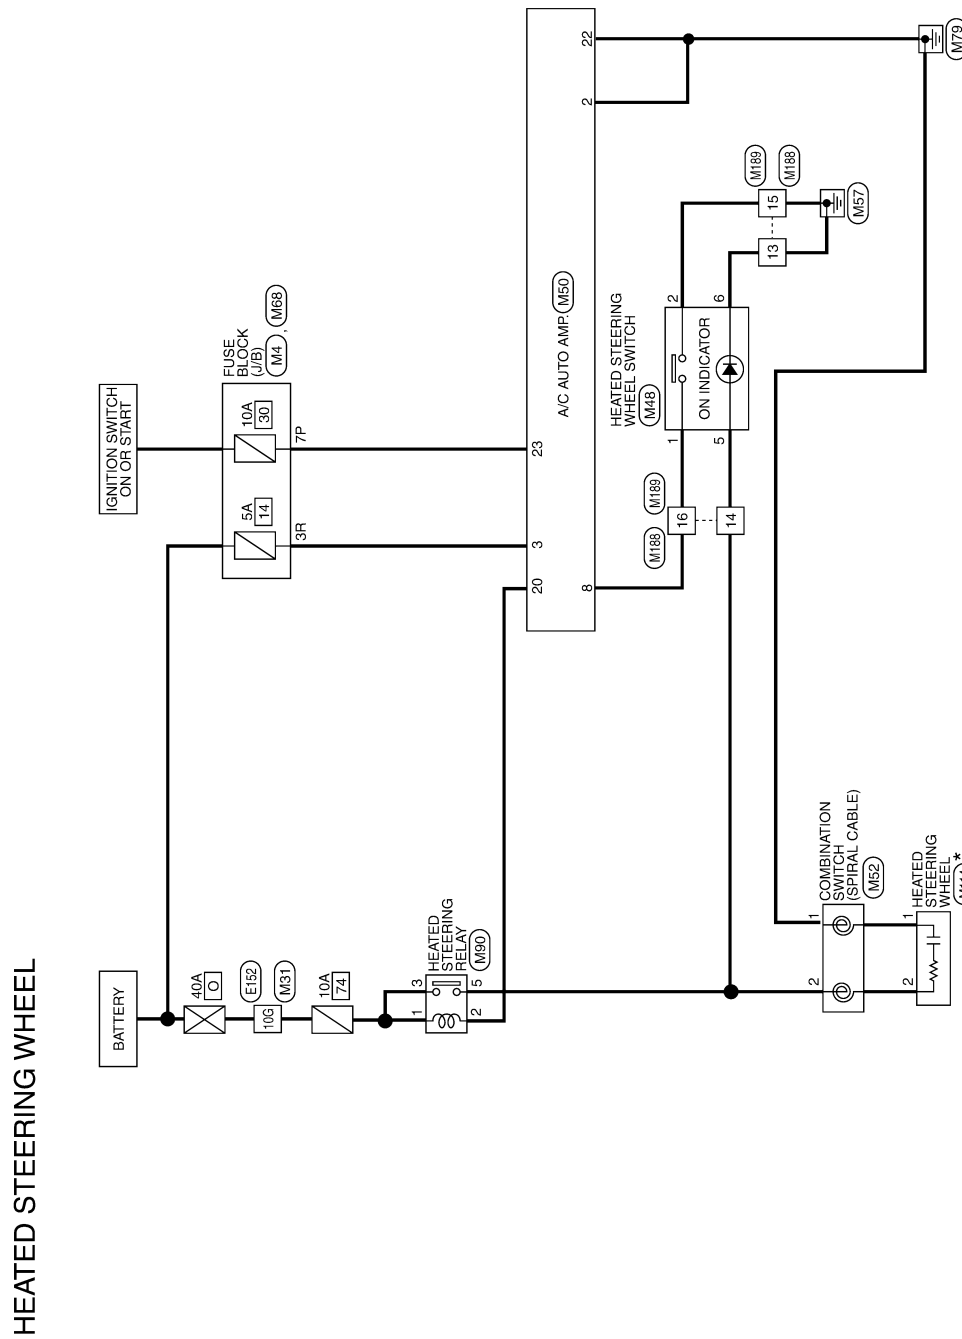 HEATED STEERING WHEEL
BATTERY
IGNITION SWITCH
ON OR START
40A
O
E152
10G
M31
10A
74
FUSE
BLOCK
(J/B)
M4
,
M68
5A
14
10A
30
3R
7P
HEATED
STEERING
RELAY
M90
1
3
2
5
20
3
23
A/C AUTO AMP.
M50
8
2
22
M188
16
M189
14
HEATED STEERING
WHEEL SWITCH
M48
1
2
5
6
ON INDICATOR
M189
M188
15
13
M57
M79
COMBINATION
SWITCH
(SPIRAL CABLE)
M52
2
1
HEATED
STEERING
WHEEL
*
2
1